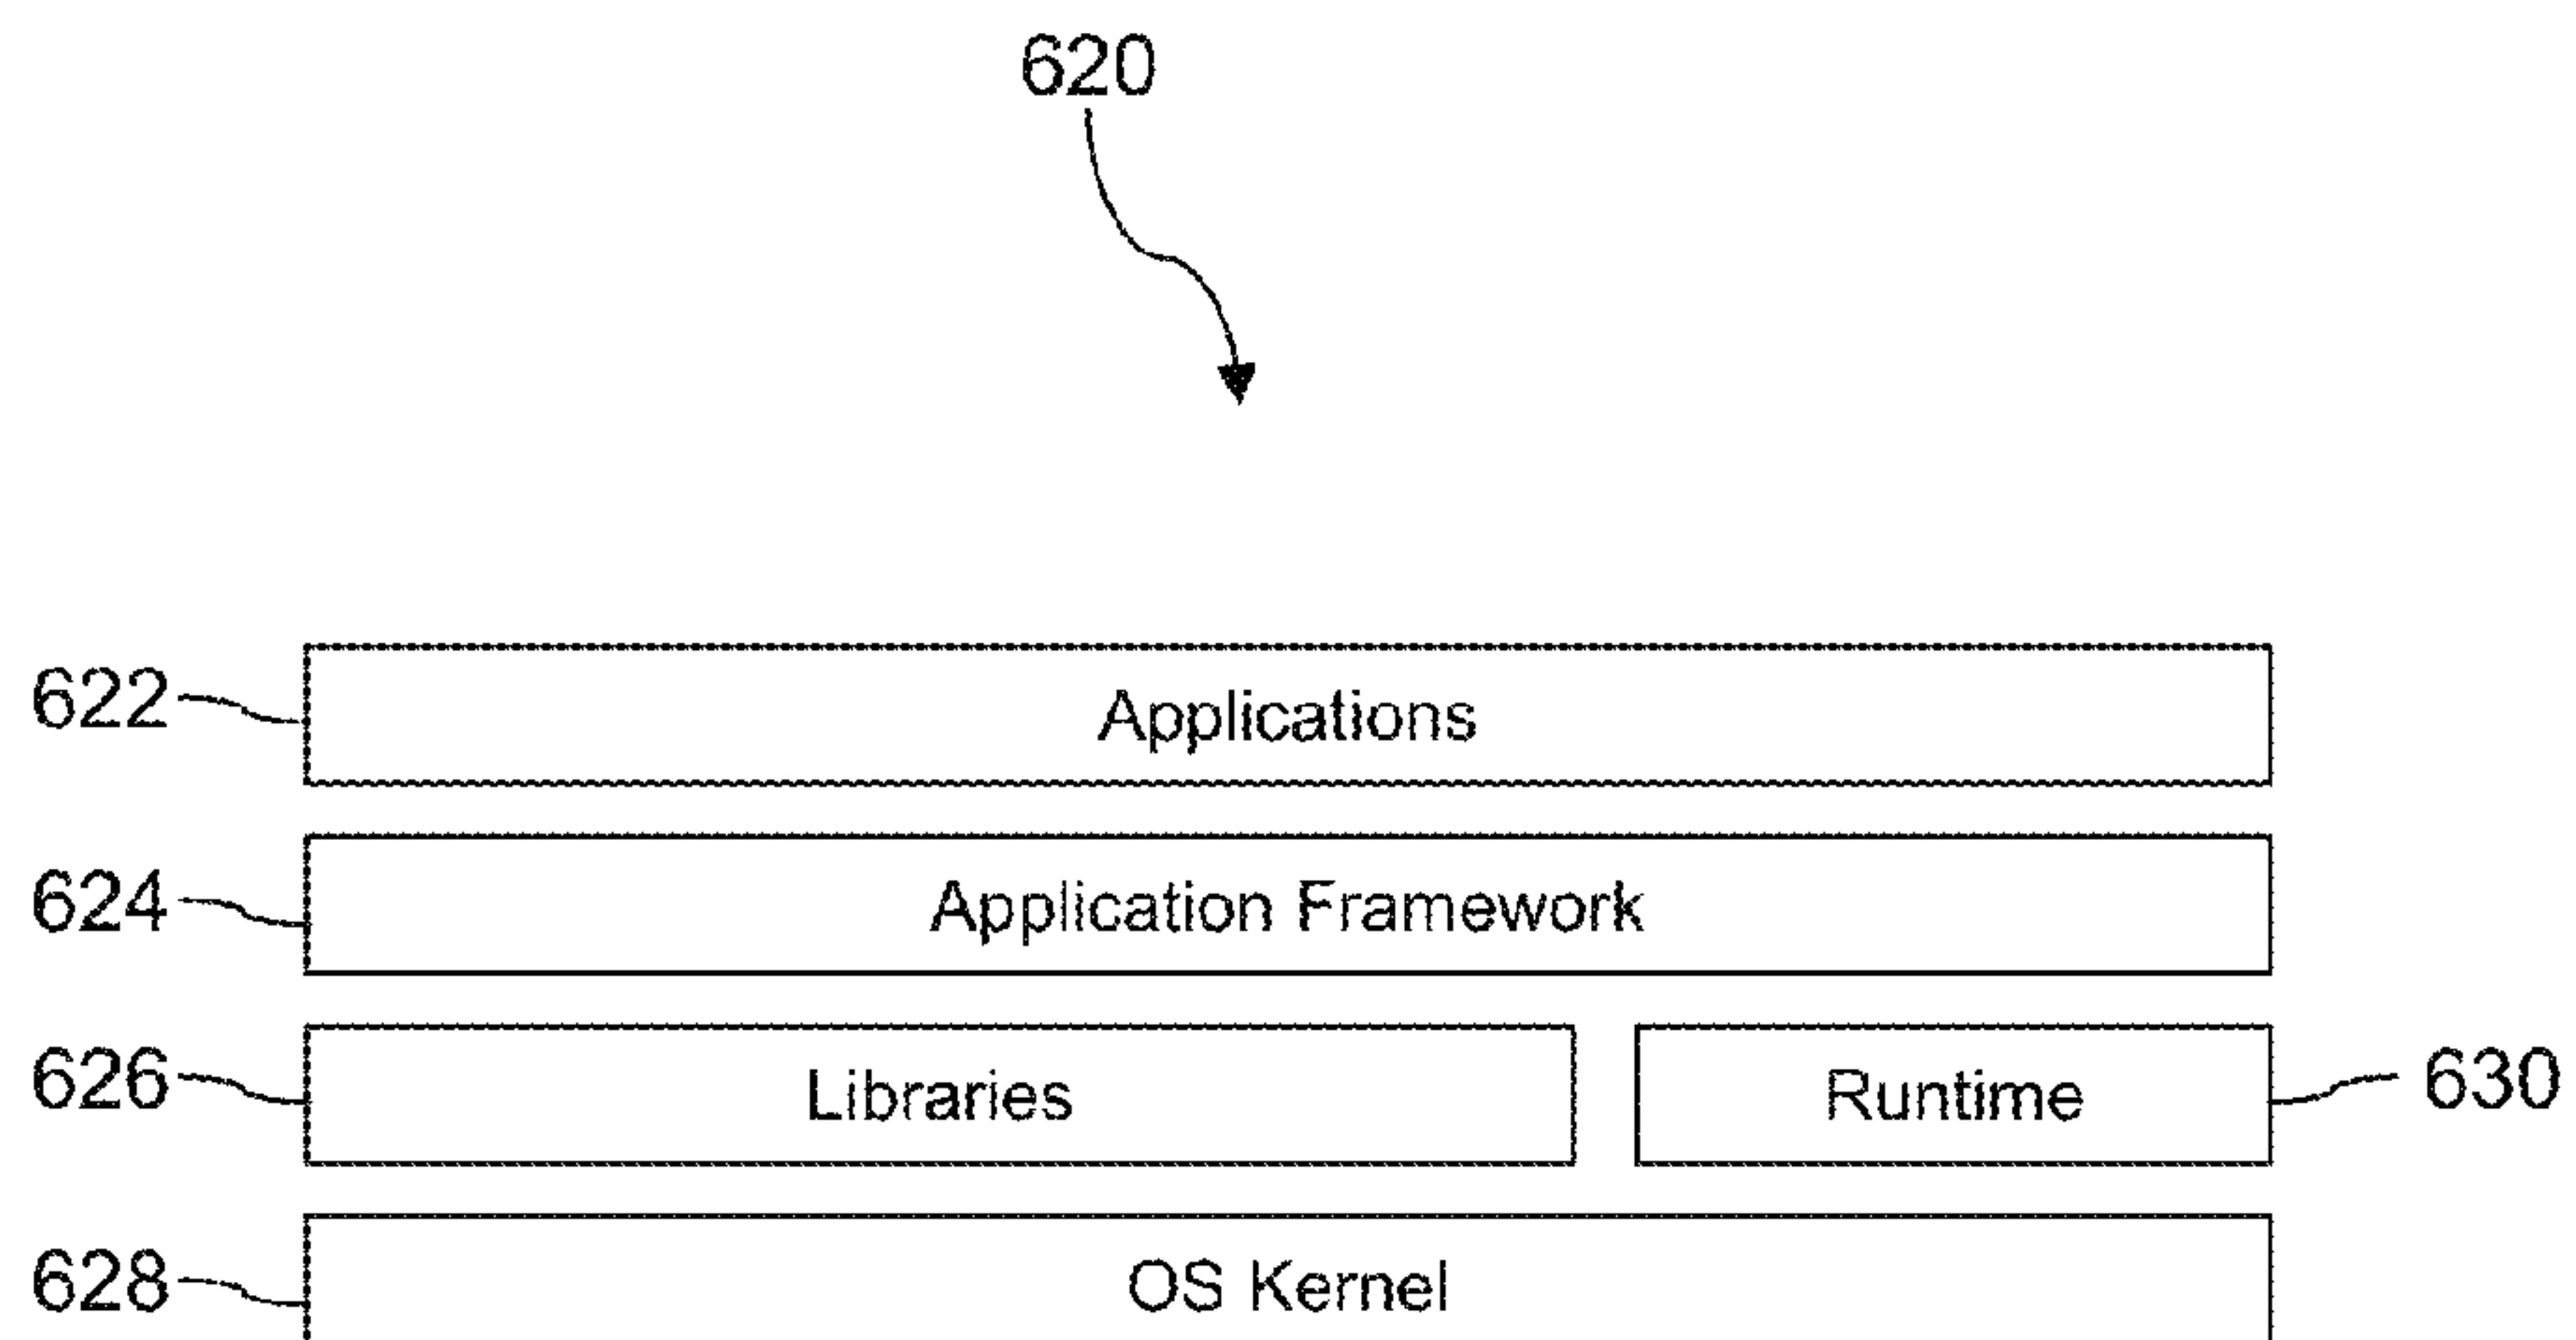 620
622 Applications
624 Application Framework
626 Libraries Runtime 630
628 OS Kernel